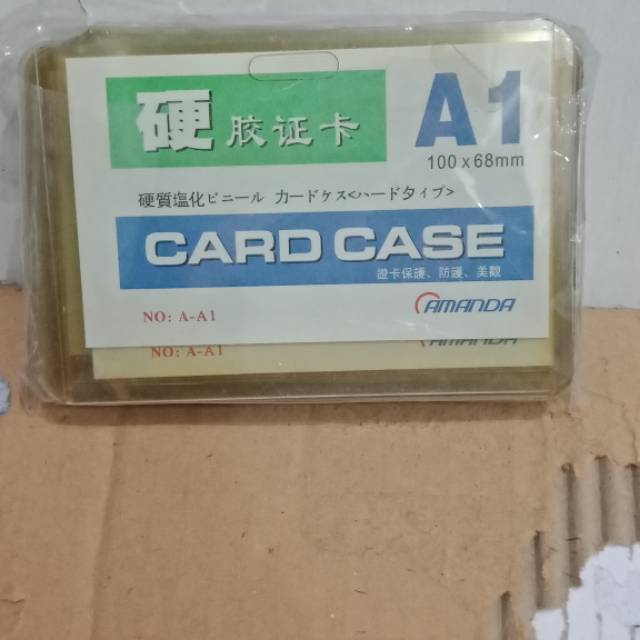 硬胶证卡
A1
100 x 68mm
硬質塩化ビニール カードケス<ハードタイプ>
CARD CASE
證卡保護、防護、美觀
AMANDA
NO: A-A1
NO: A-A1
AMANDA